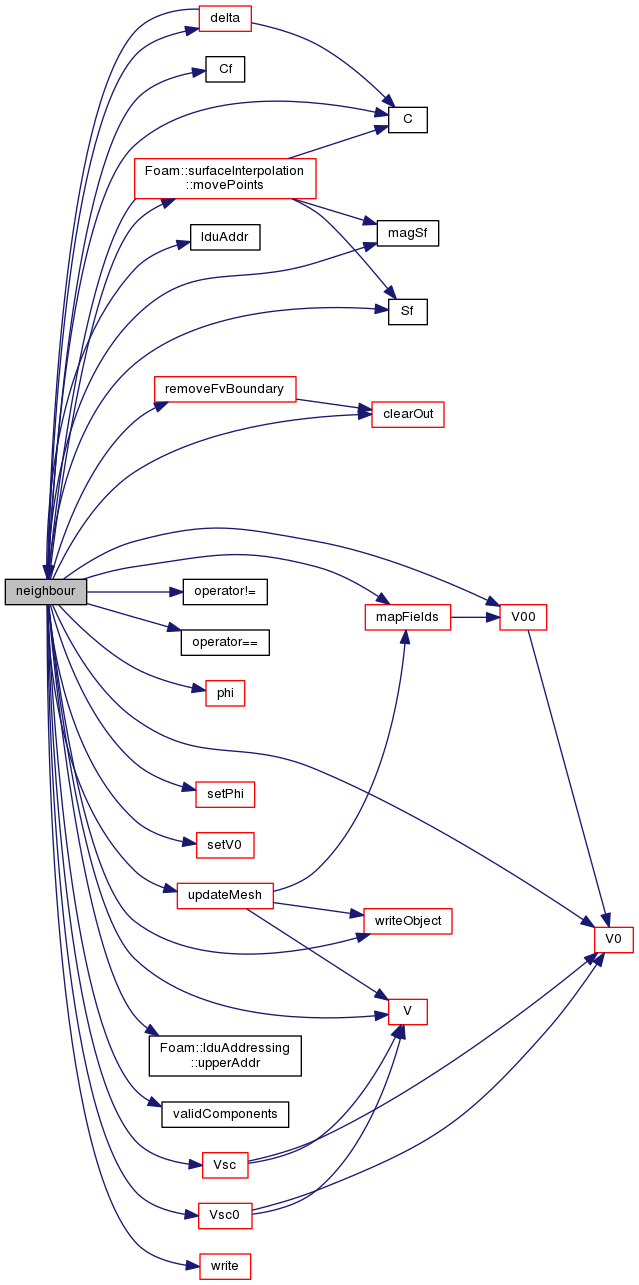 delta
Cf
C
Foam::surfaceInterpolation
::movePoints
lduAddr
magSf
Sf
removeFvBoundary
clearOut
neighbour
operator!=
mapFields
V00
operator==
phi
setPhi
setV0
updateMesh
writeObject
V0
V
Foam::lduAddressing
::upperAddr
validComponents
Vsc
Vsc0
write